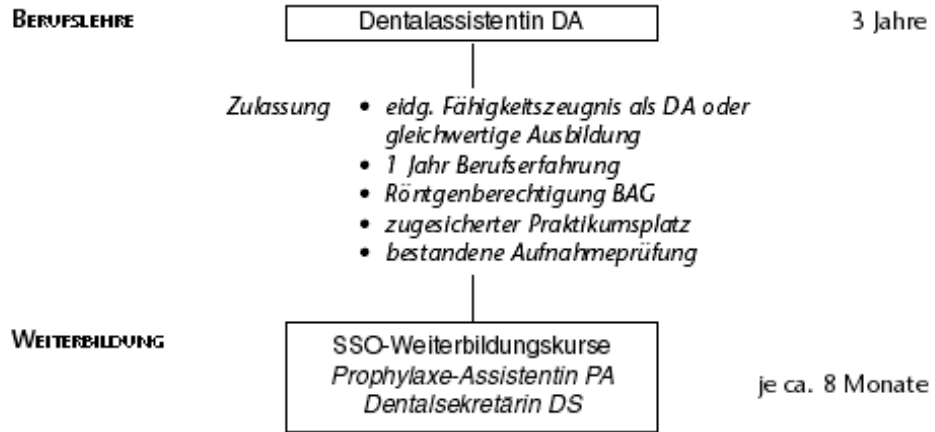 BERUFSLEHRE Dentalassistentin DA 3 Jahre
Zulassung • eidg. Fähigkeitszeugnis als DA oder
gleichwertige Ausbildung
• 1 Jahr Berufserfahrung
• Röntgenberechtigung BAG
• zugesicherter Praktikumsplatz
• bestandene Aufnahmeprüfung
WEITERBILDUNG SSO-Weiterbildungskurse
Prophylaxe-Assistentin PA
Dentalsekretärin DS
je ca. 8 Monate